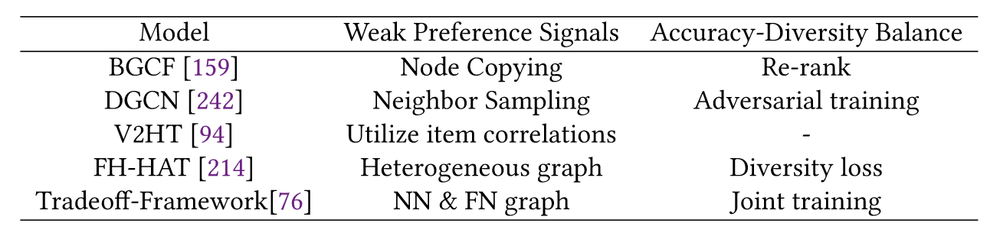 Model Weak Preference Signals Accuracy-Diversity Balance
BGCF [159] Node Copying Re-rank
DGCN [242] Neighbor Sampling Adversarial training
V2HT [94] Utilize item correlations -
FH-HAT [214] Heterogeneous graph Diversity loss
Tradeoff-Framework[76] NN & FN graph Joint training